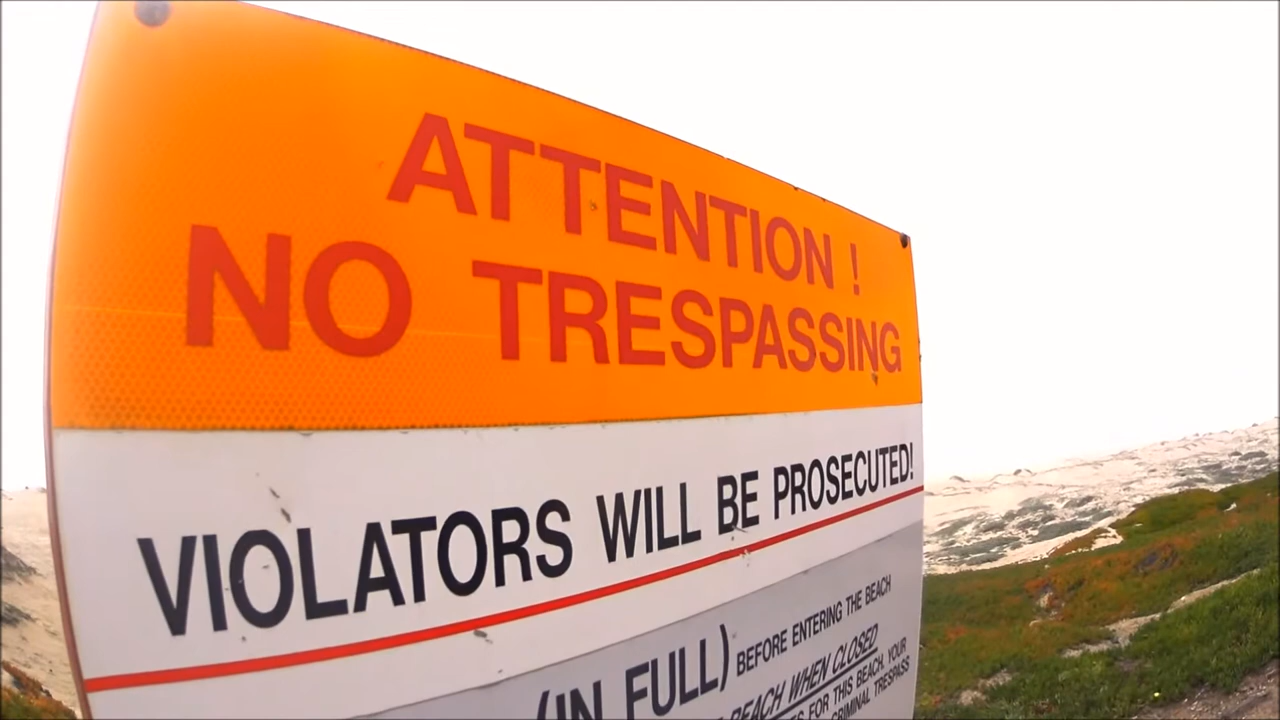 ATTENTION !
NO TRESPASSING
VIOLATORS WILL BE PROSECUTED!
(IN FULL) BEFORE ENTERING THE BEACH
BEACH WHEN CLOSED
FOR THIS BEACH. YOUR
CRIMINAL TRESPASS